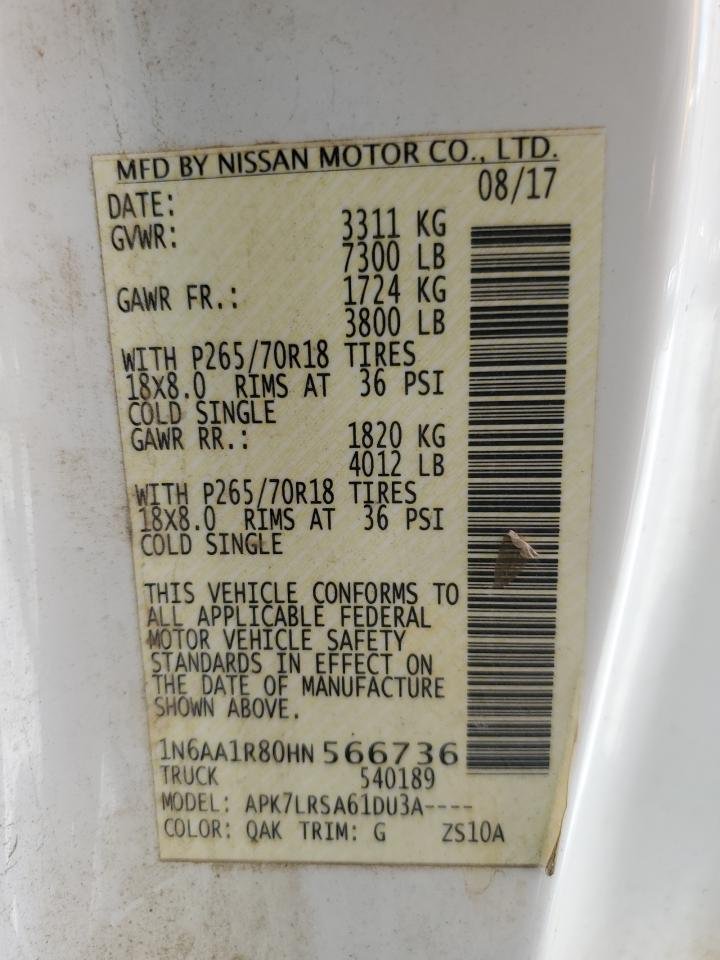 MFD BY NISSAN MOTOR CO., LTD.
DATE: 08/17
GVWR: 3311 KG
7300 LB
GAWR FR.: 1724 KG
3800 LB
WITH P265/70R18 TIRES
18X8.0 RIMS AT 36 PSI
COLD SINGLE
GAWR RR.: 1820 KG
4012 LB
WITH P265/70R18 TIRES
18X8.0 RIMS AT 36 PSI
COLD SINGLE
THIS VEHICLE CONFORMS TO
ALL APPLICABLE FEDERAL
MOTOR VEHICLE SAFETY
STANDARDS IN EFFECT ON
THE DATE OF MANUFACTURE
SHOWN ABOVE.
1N6AA1R80HN 566736
TRUCK 540189
MODEL: APK7LRSA61DU3A----
COLOR: QAK TRIM: G ZS10A